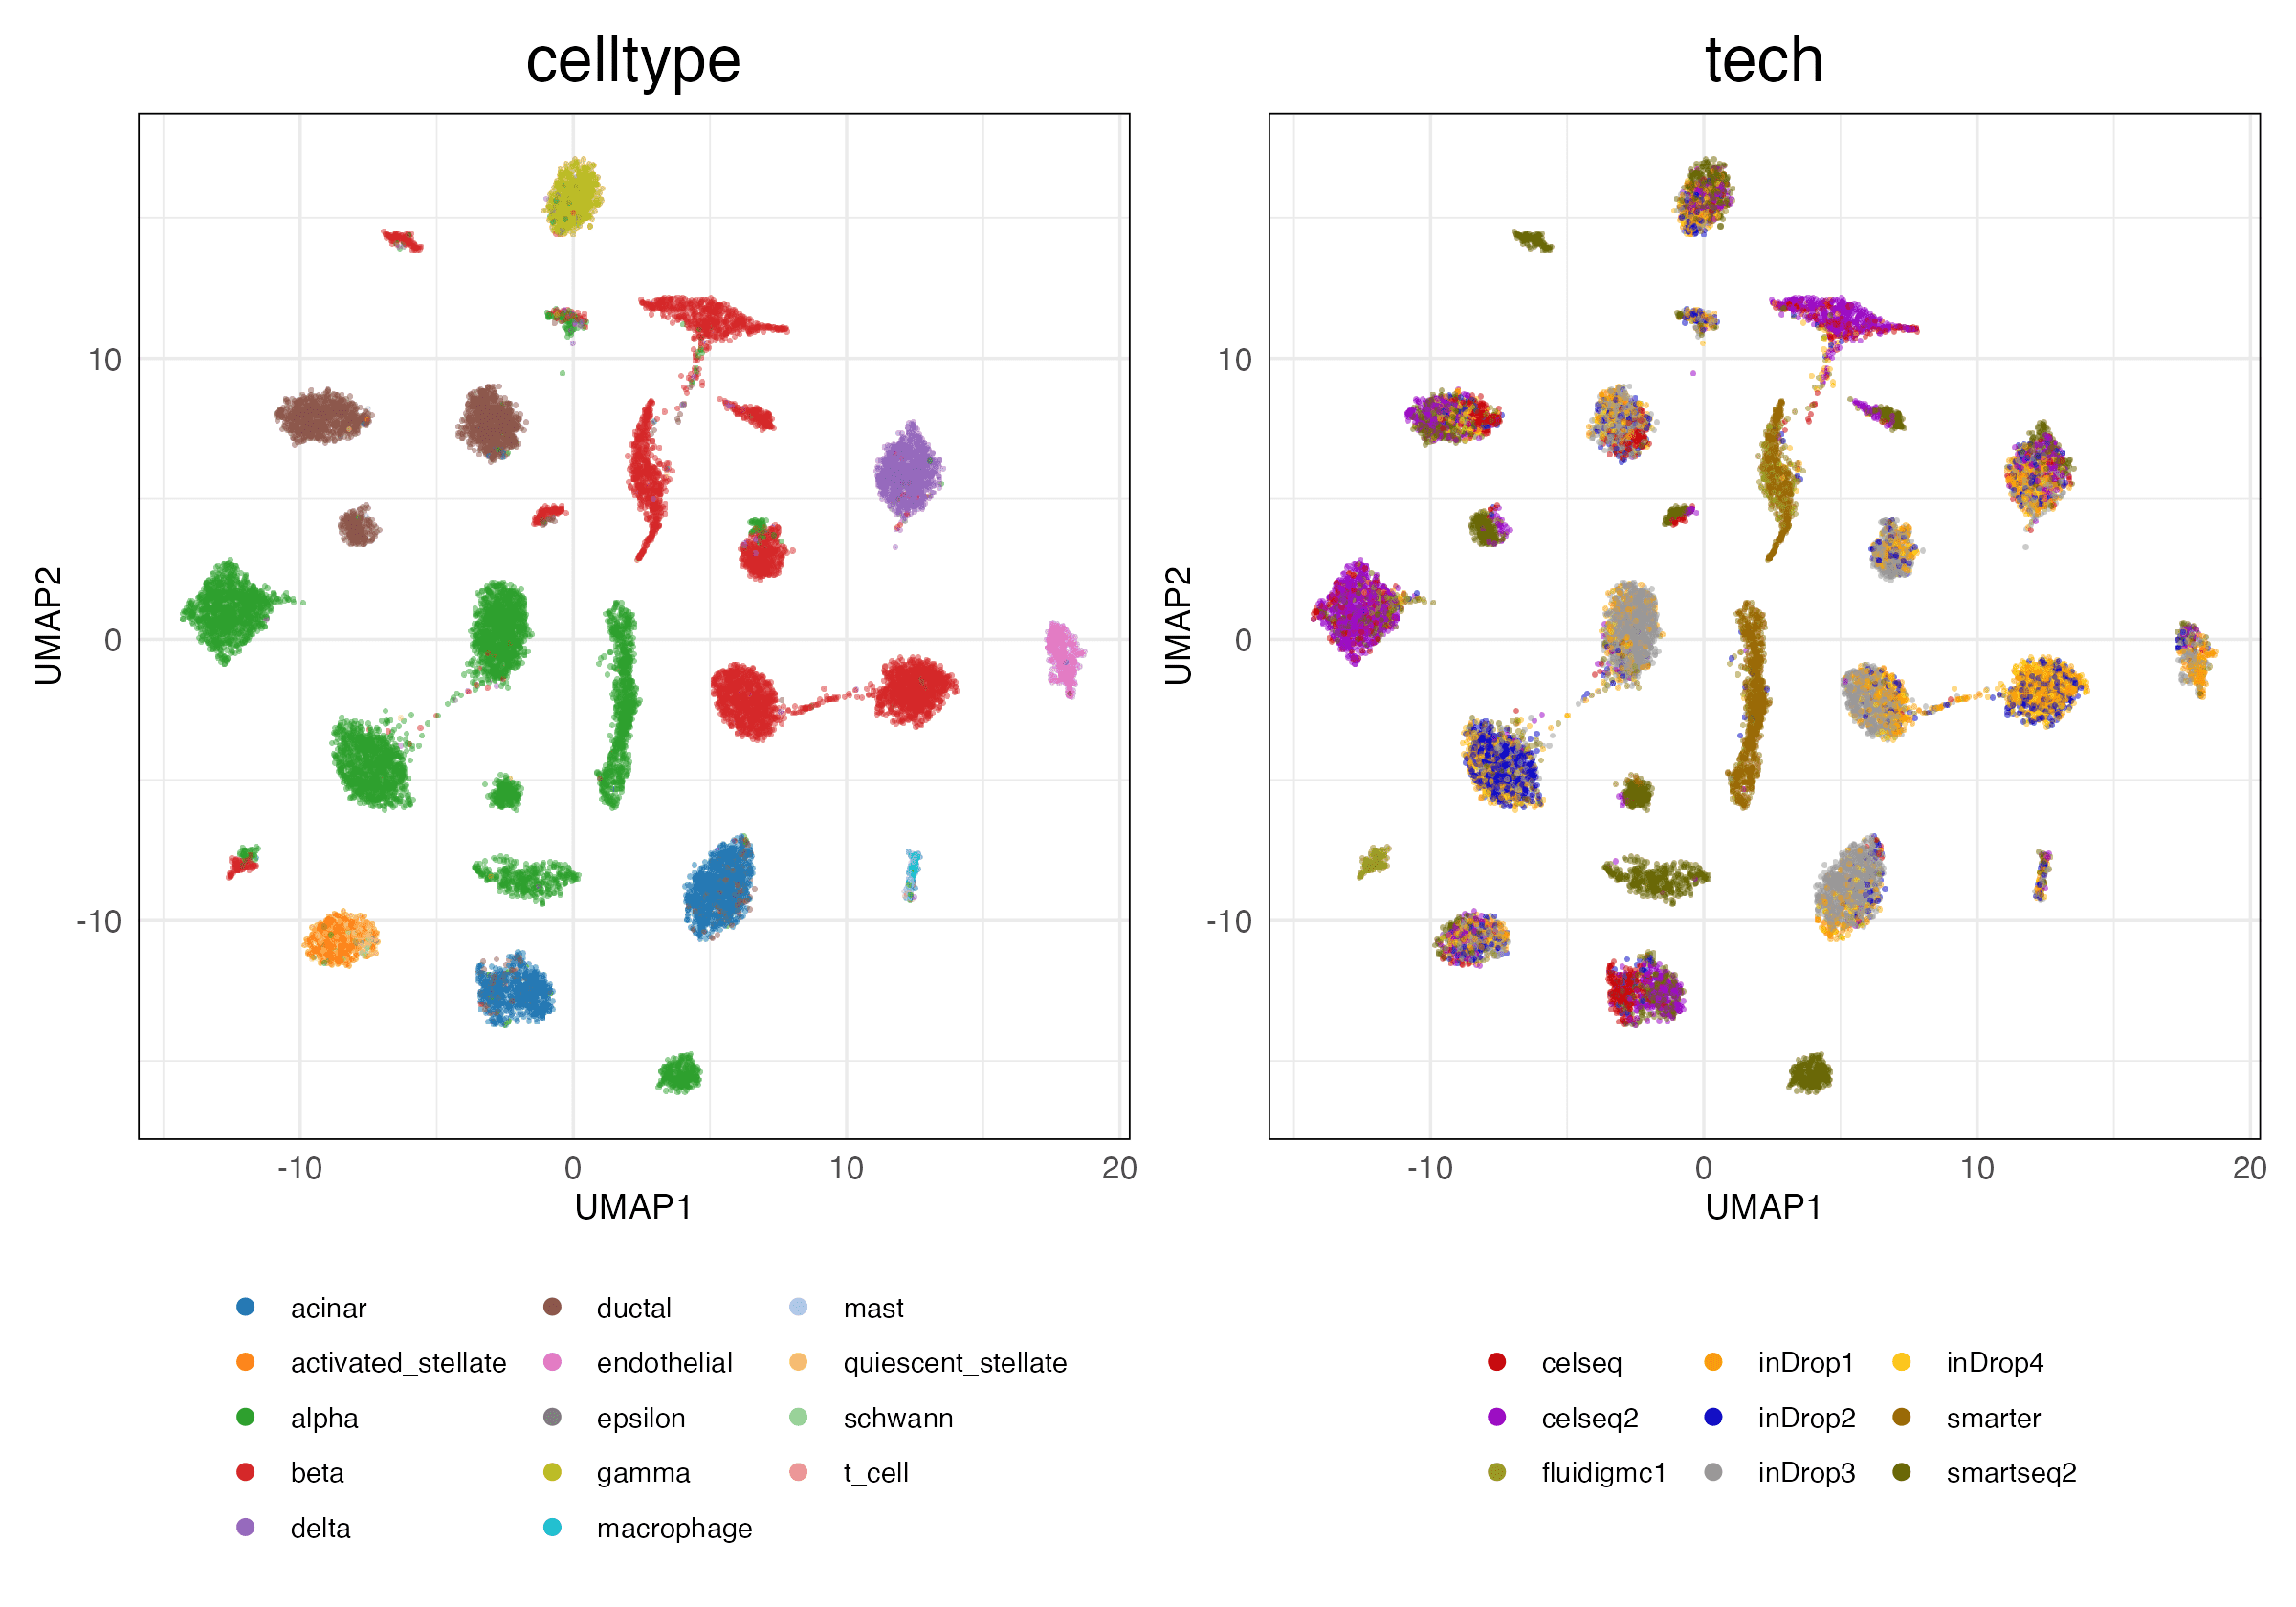 celltype
tech
10
0
-10
UMAP2
-10
0
10
20
UMAP1
10
0
-10
UMAP2
-10
0
10
20
UMAP1
acinar
activated_stellate
alpha
beta
delta
ductal
endothelial
epsilon
gamma
macrophage
mast
quiescent_stellate
schwann
t_cell
celseq
celseq2
fluidigmc1
inDrop1
inDrop2
inDrop3
inDrop4
smarter
smartseq2